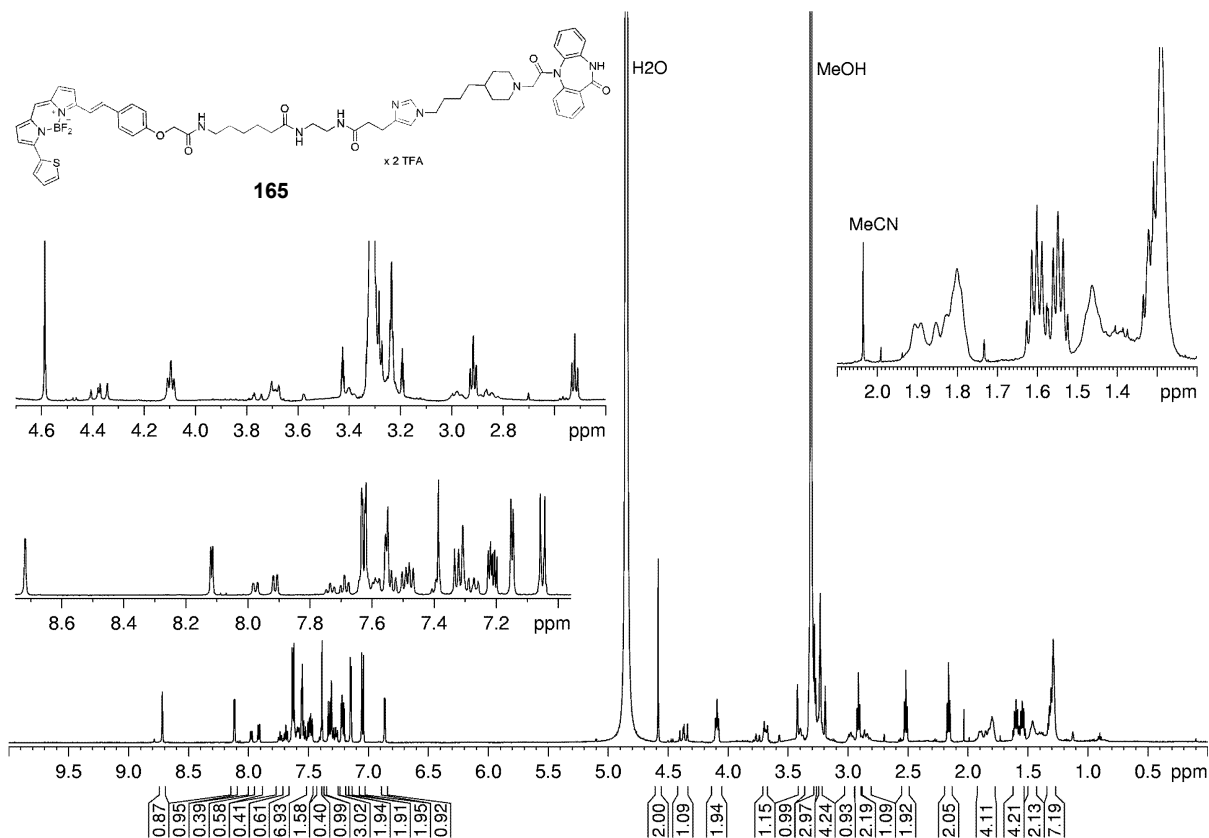 O
N
NH
O
N
N
N
BF2
N
S
O
O
H
N
O
N
H
H
N
O
x 2 TFA
165
H2O
MeOH
MeCN
2.0 1.9 1.8 1.7 1.6 1.5 1.4 ppm
4.6 4.4 4.2 4.0 3.8 3.6 3.4 3.2 3.0 2.8 ppm
8.6 8.4 8.2 8.0 7.8 7.6 7.4 7.2 ppm
9.5 9.0 8.5 8.0 7.5 7.0 6.5 6.0 5.5 5.0 4.5 4.0 3.5 3.0 2.5 2.0 1.5 1.0 0.5 ppm
0.87 0.95 0.39 0.58 0.41 0.61 6.93 1.58 0.40 0.99 3.02 1.94 1.91 1.95 0.92 2.00 1.09 1.94 1.15 0.99 2.97 4.24 0.93 2.19 1.09 1.92 2.05 4.11 4.21 2.13 7.19